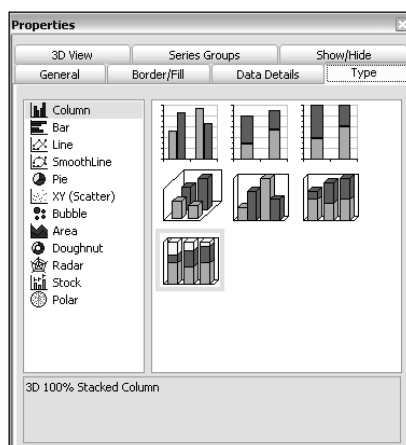 Properties
3D View Series Groups Show/Hide
General Border/Fill Data Details Type
Column
Bar
Line
SmoothLine
Pie
XY (Scatter)
Bubble
Area
Doughnut
Radar
Stock
Polar
3D 100% Stacked Column